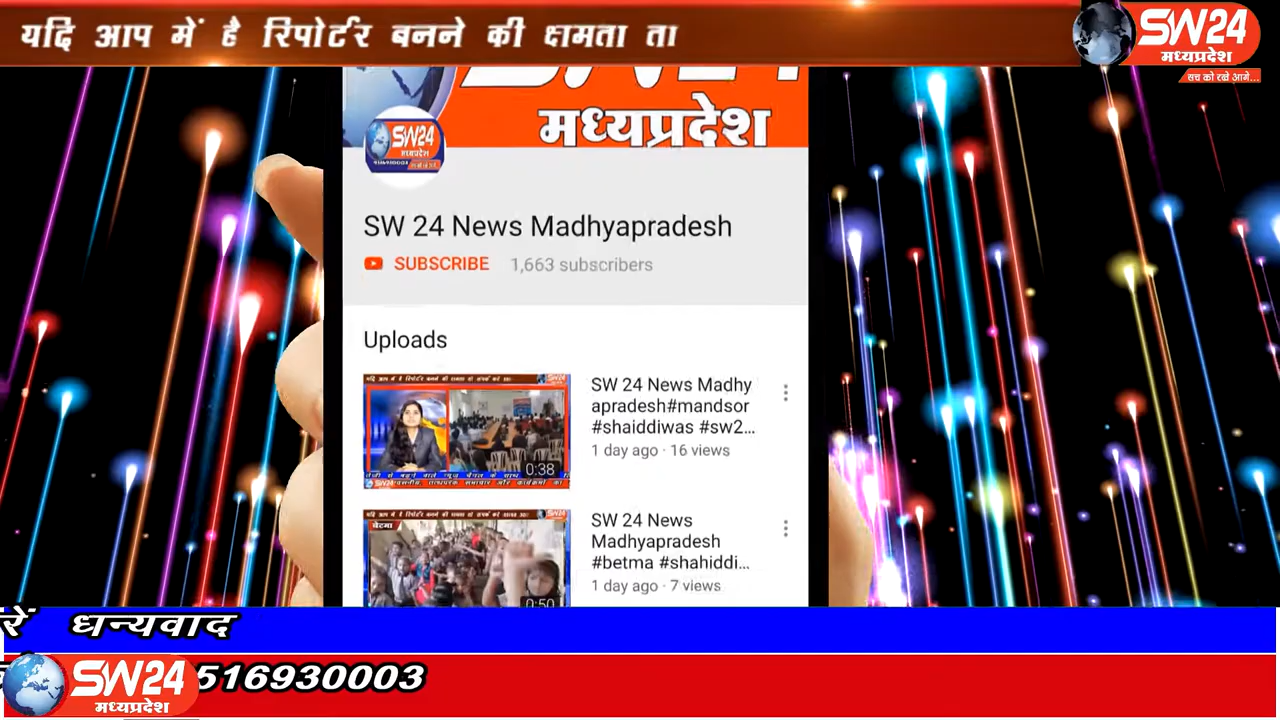 यदि आप में है रिपोर्टर बनने की क्षमता ता
SW24
मध्यप्रदेश
सच को रखे आगे...
मध्यप्रदेश
SW24
मध्यप्रदेश
SW 24 News Madhyapradesh
SUBSCRIBE 1,663 subscribers
Uploads
SW 24 News Madhy
apradesh#mandsor
#shaiddiwas #sw2...
1 day ago · 16 views
0:38
SW 24 News
Madhyapradesh
#betma #shahiddi...
1 day ago · 7 views
बेटमा
0:50
रें धन्यवाद
SW24
मध्यप्रदेश
516930003